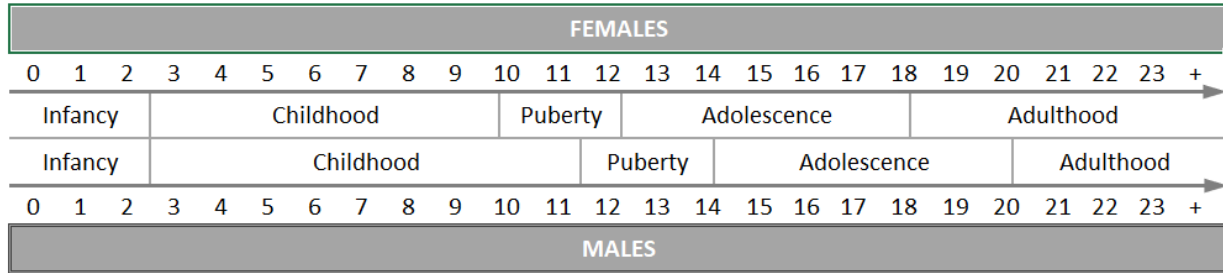 FEMALES
0 1 2 3 4 5 6 7 8 9 10 11 12 13 14 15 16 17 18 19 20 21 22 23 +
Infancy Childhood Puberty Adolescence Adulthood
Infancy Childhood Puberty Adolescence Adulthood
0 1 2 3 4 5 6 7 8 9 10 11 12 13 14 15 16 17 18 19 20 21 22 23 +
MALES